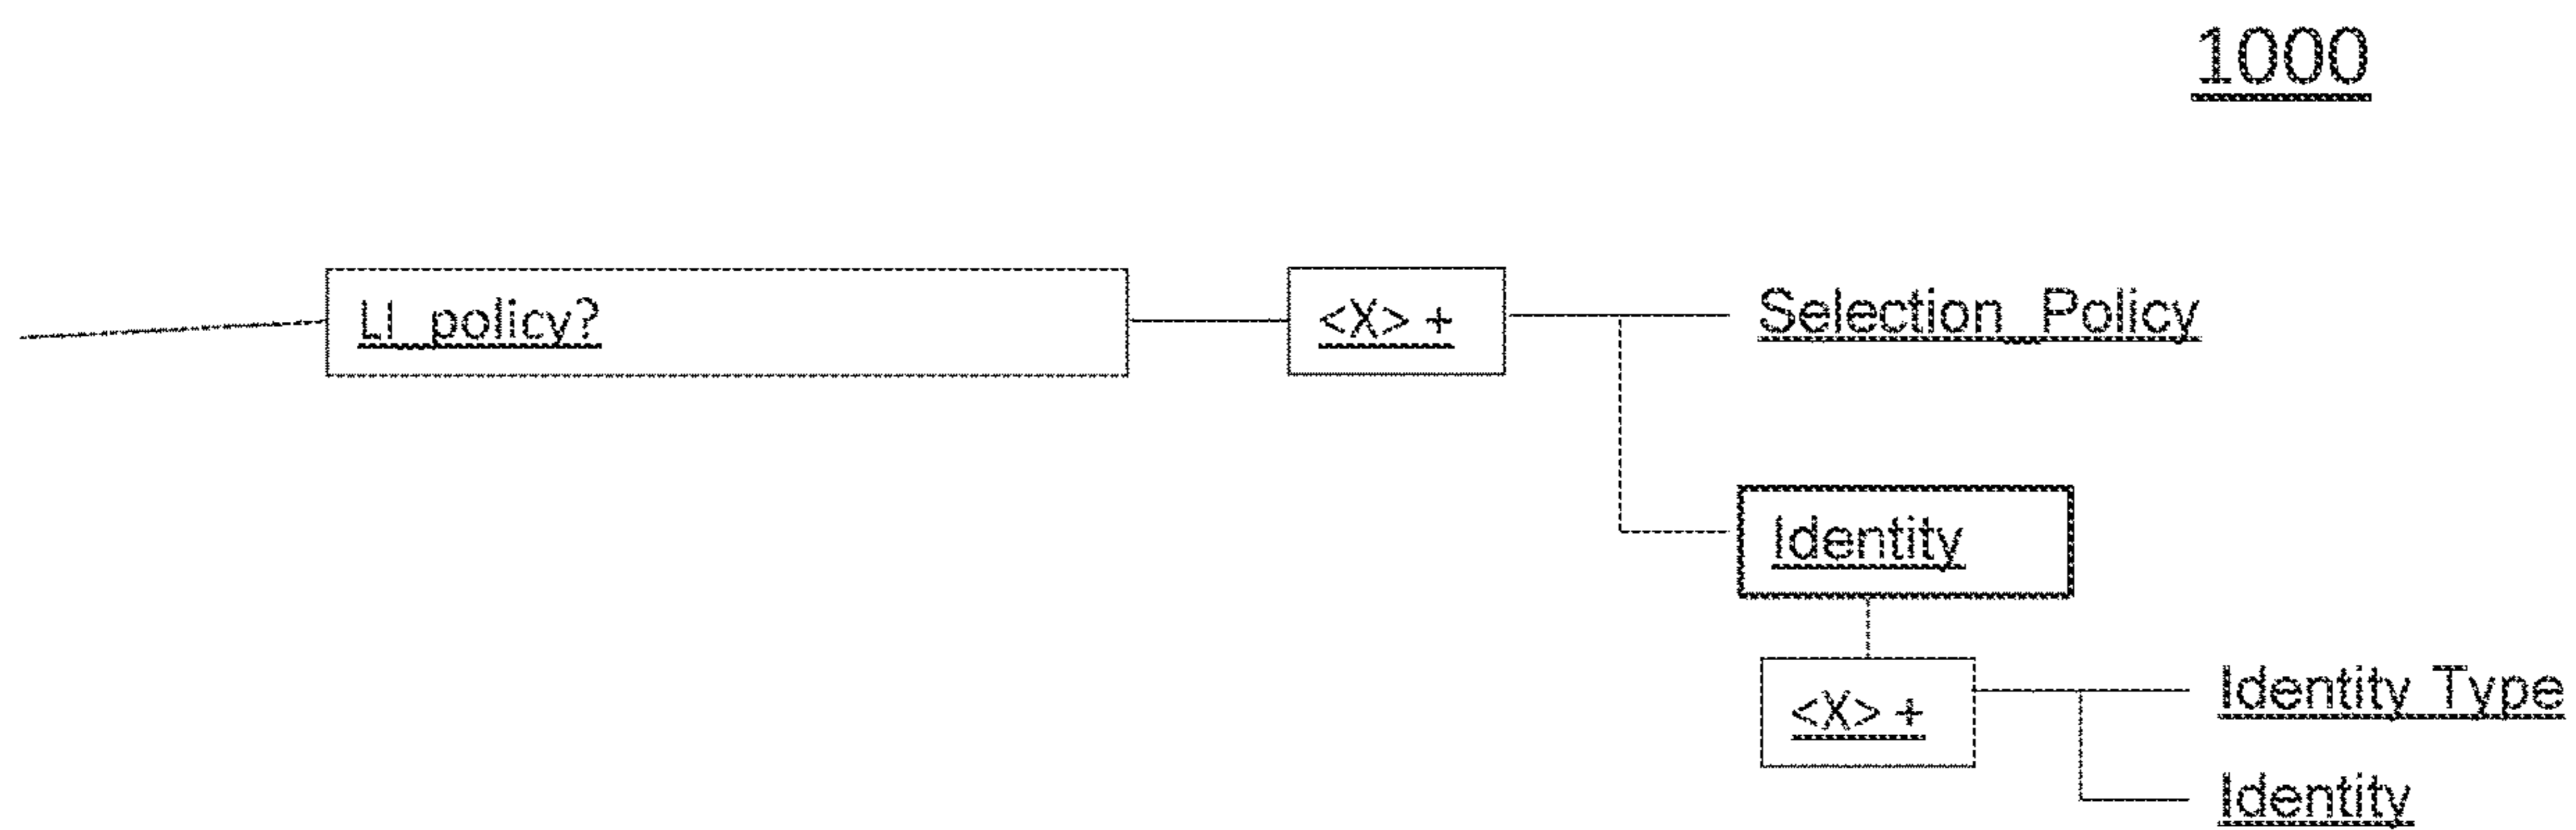 1000
LI_policy?
<X> +
Selection_Policy
Identity
<X> +
Identity_Type
Identity